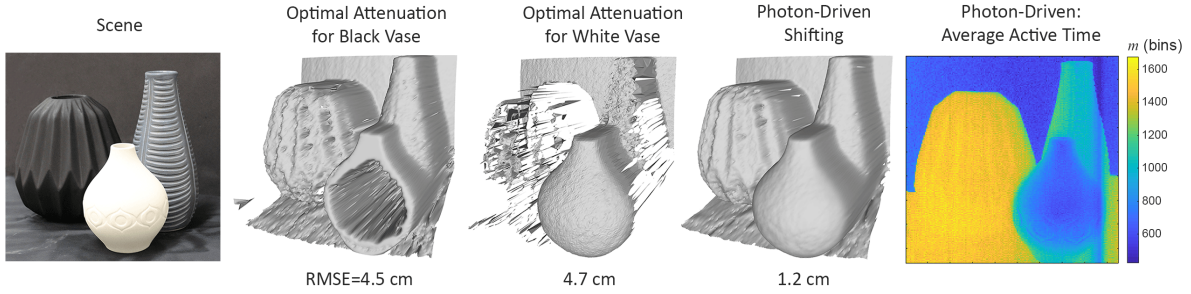 Scene
Optimal Attenuation
for Black Vase
Optimal Attenuation
for White Vase
Photon-Driven
Shifting
Photon-Driven:
Average Active Time
m (bins)
1600
1400
1200
1000
800
600
RMSE=4.5 cm
4.7 cm
1.2 cm